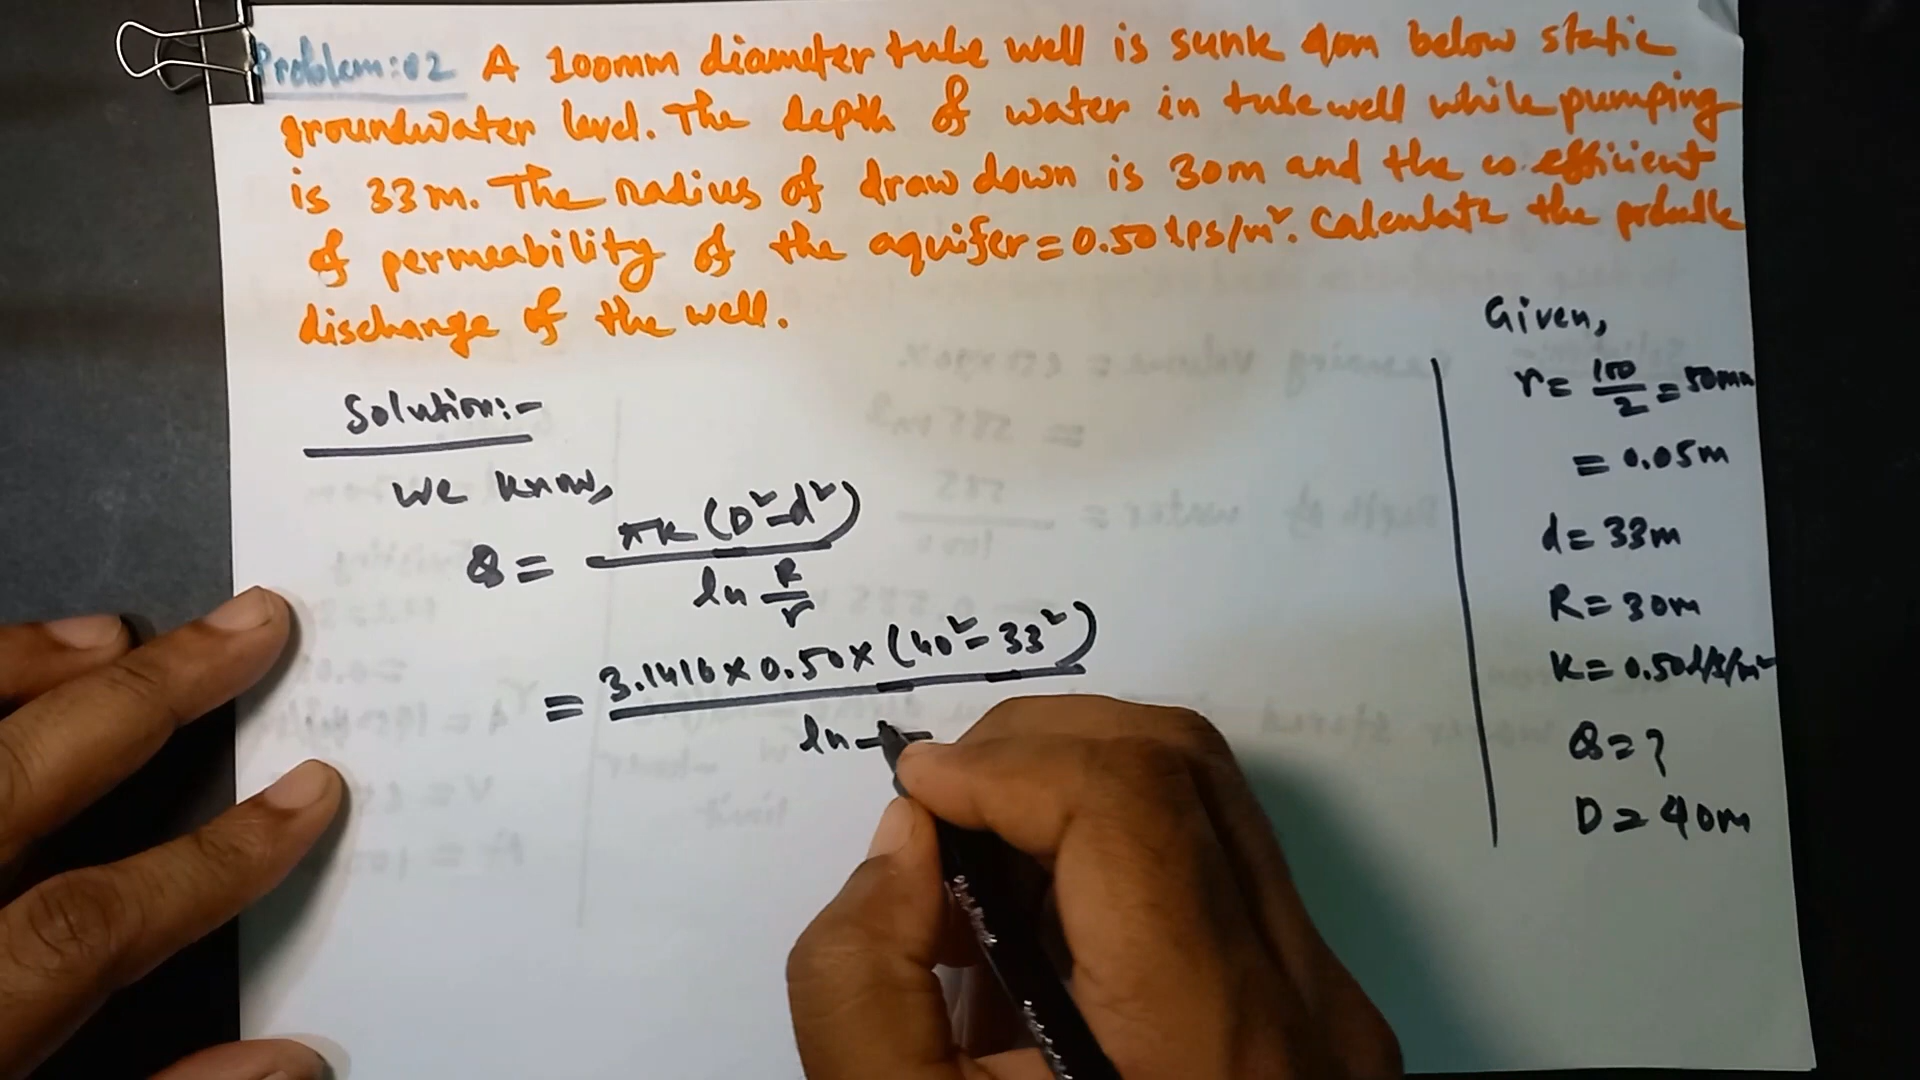 Problem:02 A 100mm diameter tube well is sunk 40m below static
groundwater level. The depth of water in tubewell while pumping
is 33m. The radius of draw down is 30m and the co-efficient
of permeability of the aquifer = 0.50 lps/m². Calculate the
discharge of the well.
Given,
r = 100/2 = 50mm
= 0.05m
d = 33m
R = 30m
K = 0.50 l/s/m²
Q = ?
D = 40m
Solution:-
We know,
Q = πk (D²-d²) / ln R/r
= 3.1416 × 0.50 × (40² - 33²) / ln